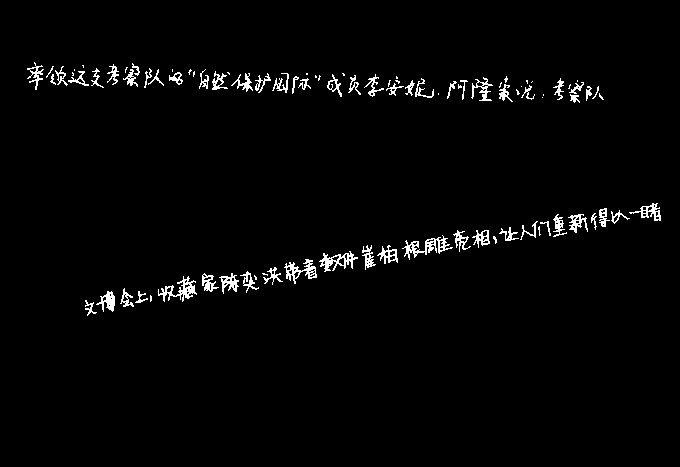 率领这支考察队的“自然保护国际”成员李安妮.阿隆索说，考察队
文博会上，收藏家陈奕洪带着数件崖柏根雕亮相，让人们重新得以一睹